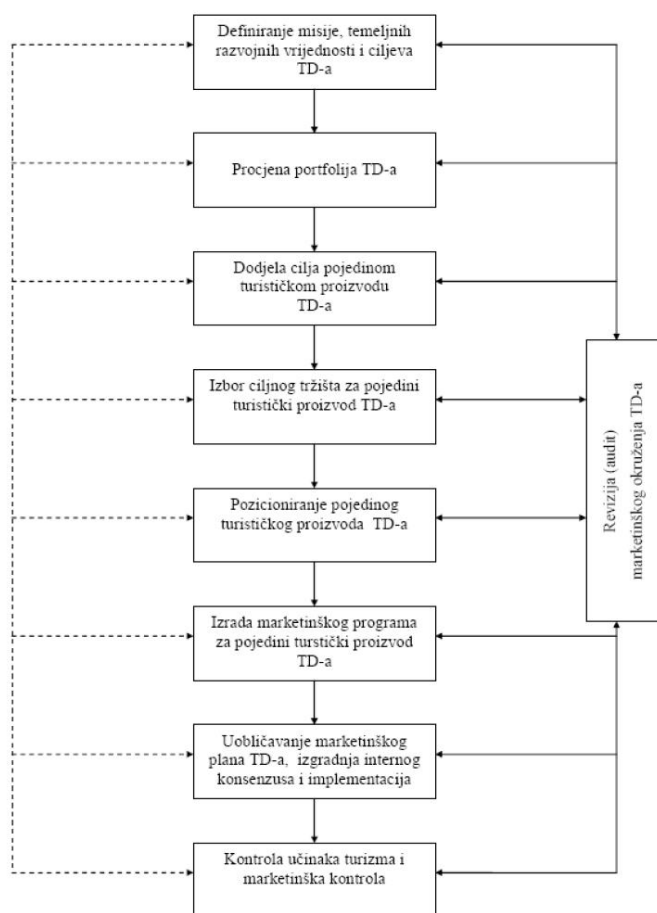 Definiranje misije, temeljnih
razvojnih vrijednosti i ciljeva
TD-a
Procjena portfolija TD-a
Dodjela cilja pojedinom
turističkom proizvodu
TD-a
Izbor ciljnog tržišta za pojedini
turistički proizvod TD-a
Pozicioniranje pojedinog
turističkog proizvoda TD-a
Izrada marketinškog programa
za pojedini turstički proizvod
TD-a
Uobličavanje marketinškog
plana TD-a, izgradnja internog
konsenzusa i implementacija
Kontrola učinaka turizma i
marketinška kontrola
Revizija (audit)
marketinškog okruženja TD-a